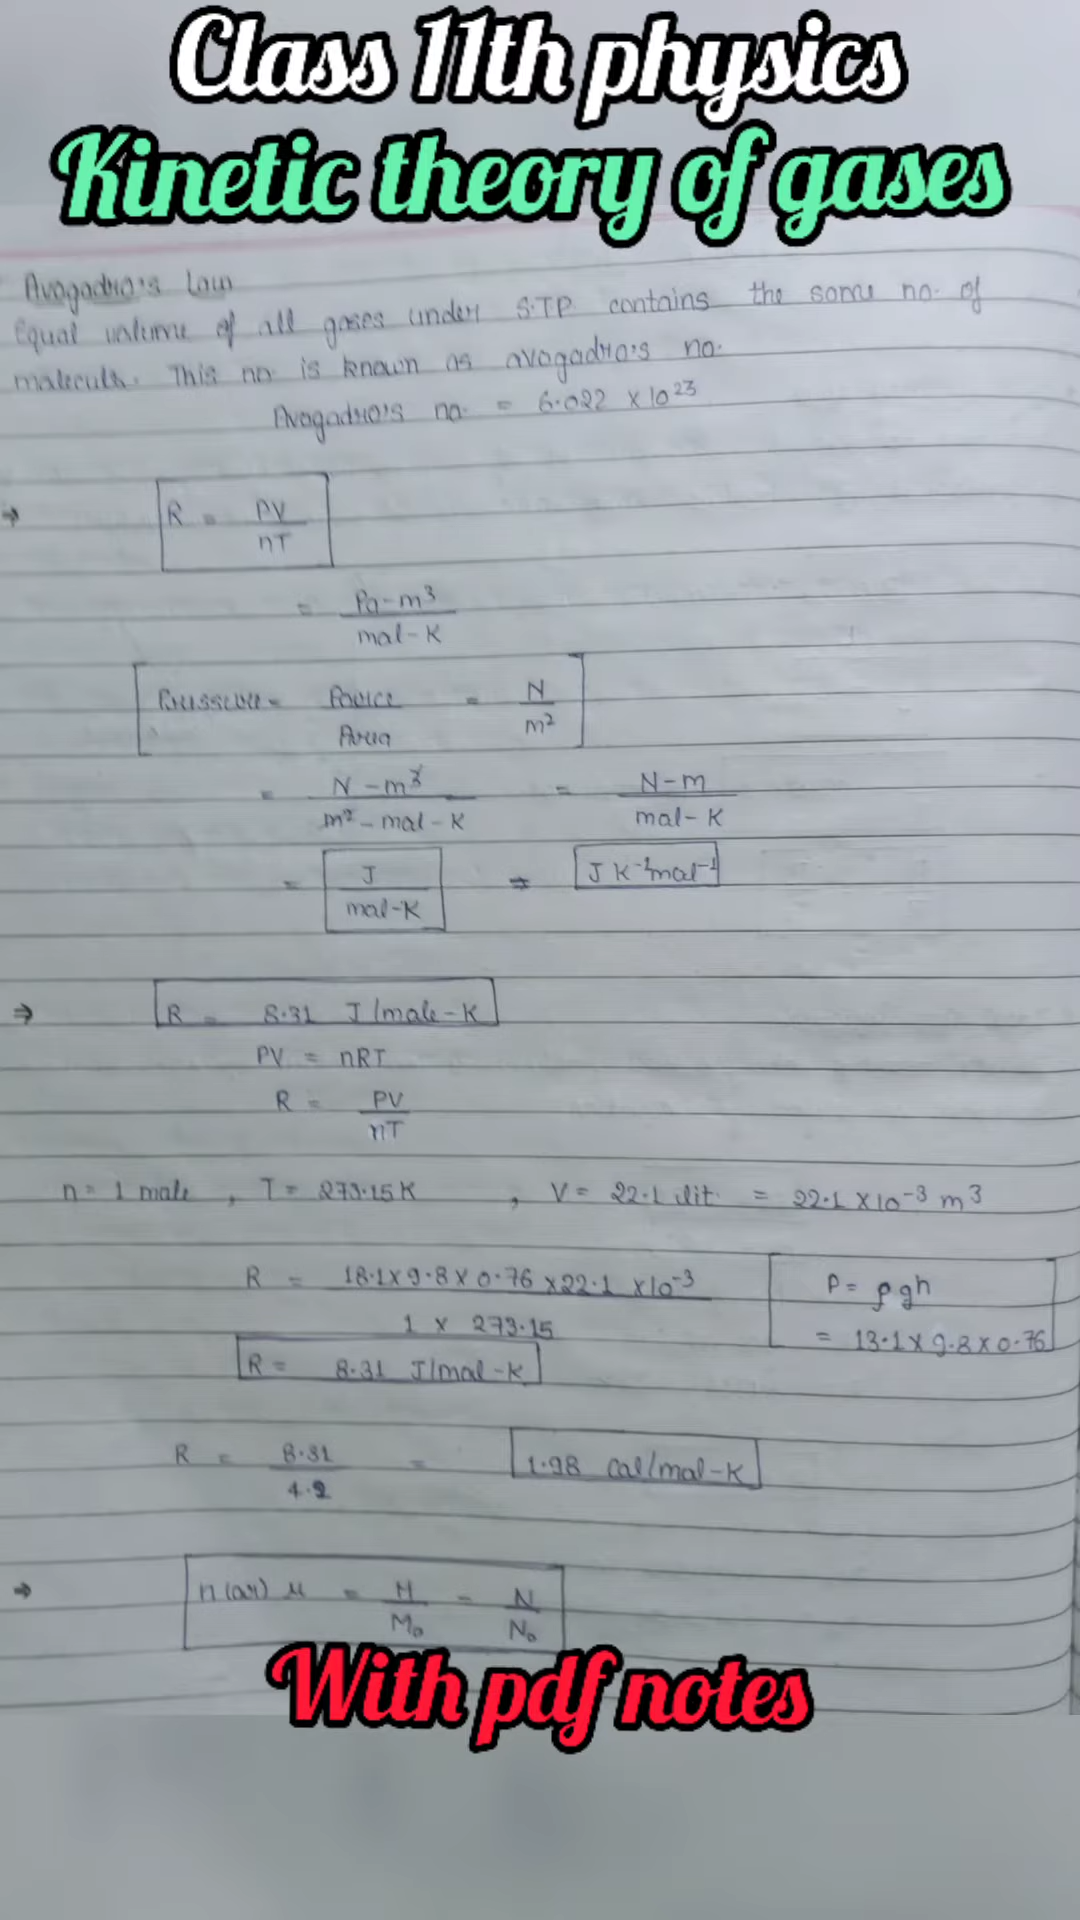 Class 11th physics
Kinetic theory of gases
Avogadro's Law
Equal volume of all gases under S.T.P. contains the same no. of
molecule. This no. is known as avogadro's no.
Avogadro's no. = 6.022 × 10²³
⇒ R = PV/nT
= Pa-m³/mol-K
[Pressure = Force/Area = N/m²]
= N-m³/m²-mol-K = N-m/mol-K
= J/mol-K ⇒ J K⁻¹mol⁻¹
⇒ R = 8.31 J/mole-K
PV = nRT
R = PV/nT
n = 1 mole, T = 273.15K, V = 22.1 lit. = 22.1 × 10⁻³ m³
R = 18.1 × 9.8 × 0.76 × 22.1 × 10⁻³/1 × 273.15
P = ρgh
= 13.1 × 9.8 × 0.76
R = 8.31 J/mol-K
R = 8.31/4.2 = 1.98 Cal/mol-K
⇒ n (or) μ = M/M₀ = N/N₀
With pdf notes